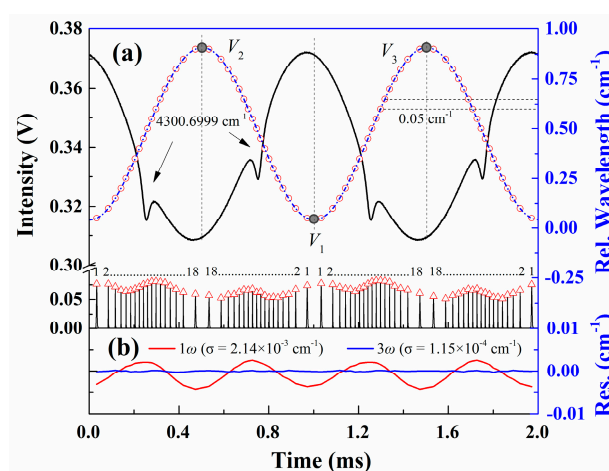 0.38
0.36
0.34
0.32
0.30
0.05
0.00
Intensity (V)
(a)
V2
V3
V1
4300.6999 cm-1
0.05 cm-1
1 2 18 18 2 1 1 2 18 18 2 1
1.00
0.75
0.50
0.25
0.00
-0.25
Rel. Wavelength (cm-1)
(b)
1ω (σ = 2.14×10-3 cm-1)
3ω (σ = 1.15×10-4 cm-1)
0.01
0.00
-0.01
Res. (cm-1)
0.0 0.4 0.8 1.2 1.6 2.0
Time (ms)